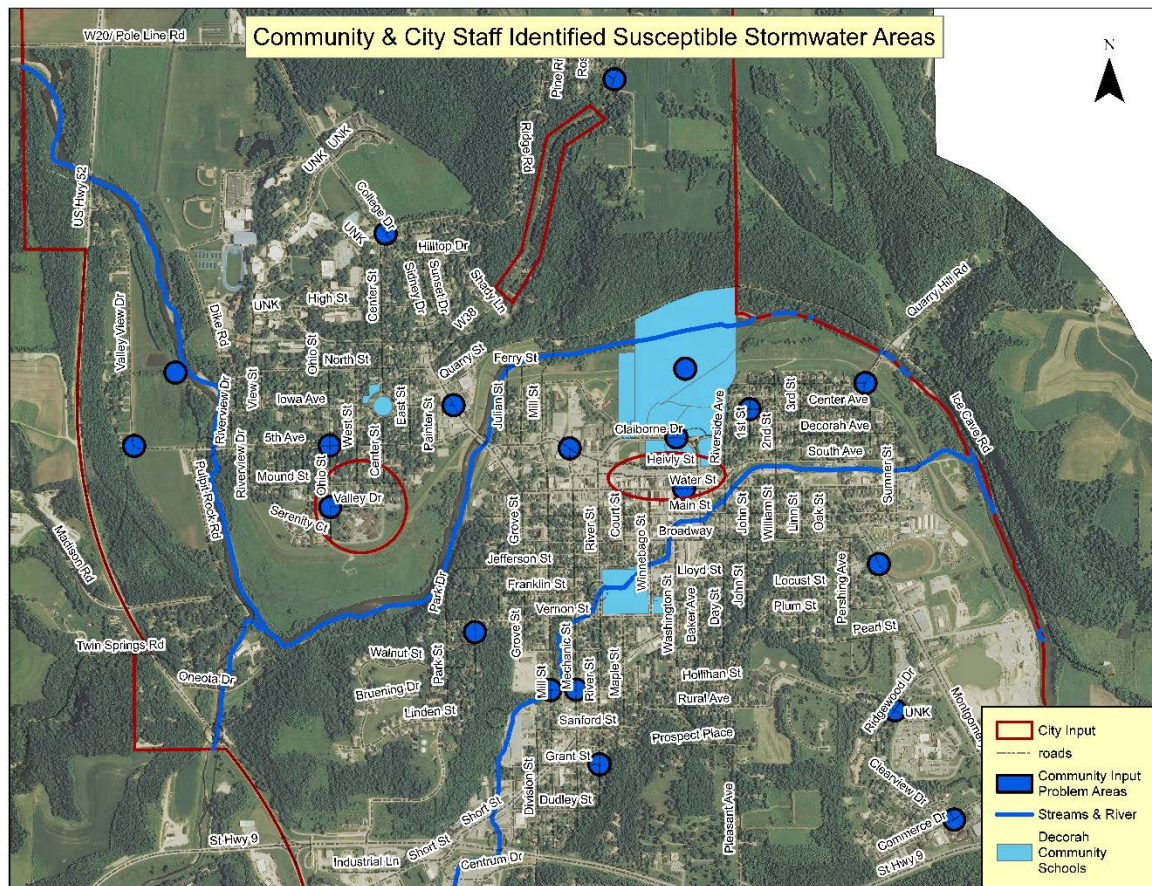 W20/ Pole Line Rd
Community & City Staff Identified Susceptible Stormwater Areas
N
Pine
Ridge Rd
US Hwy 52
UNK
UNK
College Dr
UNK
Hilltop Dr
Sidney Dr
Sunset Dr
Shady Ln
W38
Quarry Hill Rd
Valley View Dr
Dike Rd
UNK
High St
Center St
Ohio St
North St
Quarry St
Ferry St
Julian St
Mill St
Riverview Dr
View St
Iowa Ave
West St
East St
Painter St
Center St
5th Ave
Riverview Dr
Mound St
Ohio St
Valley Dr
Serenity Ct
Pulpit Rock Rd
Claiborne Dr
Riverside Ave
1st St
2nd St
3rd St
Center Ave
Decorah Ave
South Ave
Ice Cave Rd
Heivly St
Water St
Main St
Broadway
Sumner St
Grove St
River St
Court St
Winnebago St
John St
William St
Linn St
Oak St
Madison Rd
Jefferson St
Franklin St
Park Dr
Lloyd St
Locust St
Plum St
Pershing Ave
Pearl St
Vernon St
Washington St
Baker Ave
Day St
John St
Twin Springs Rd
Oneota Dr
Walnut St
Bruening Dr
Linden St
Park St
Grove St
Mill St
Mechanic St
River St
Maple St
Hollihan St
Rural Ave
Sanford St
Prospect Place
Ridgewood Dr
UNK
Grant St
Division St
Dudley St
Pleasant Ave
Clearview Dr
Commerce Dr
St Hwy 9
Short St
Short St
St Hwy 9
Industrial Ln
Centrum Dr
City Input
roads
Community Input
Problem Areas
Streams & River
Decorah
Community
Schools